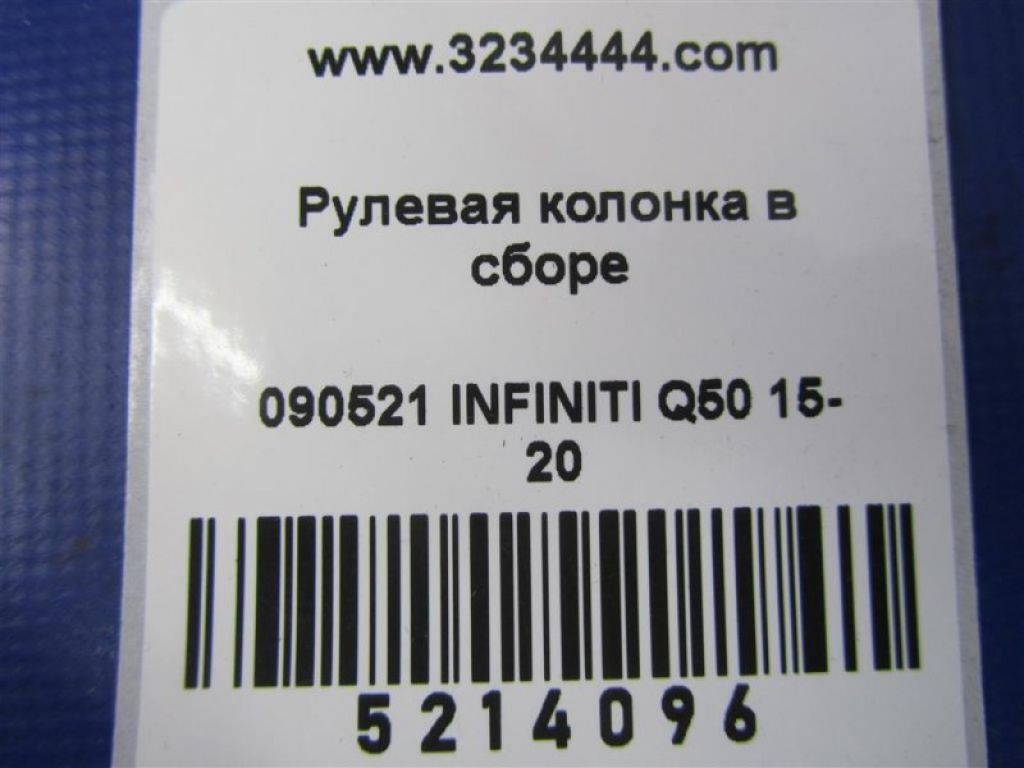 www.3234444.com
Рулевая колонка в
сборе
090521 INFINITI Q50 15-
20
5214096